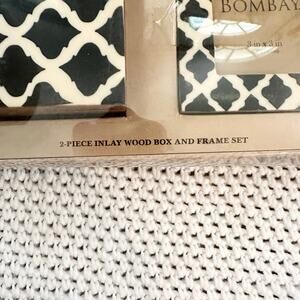 BOMBAY
3 in x 3 in
2-PIECE INLAY WOOD BOX AND FRAME SET